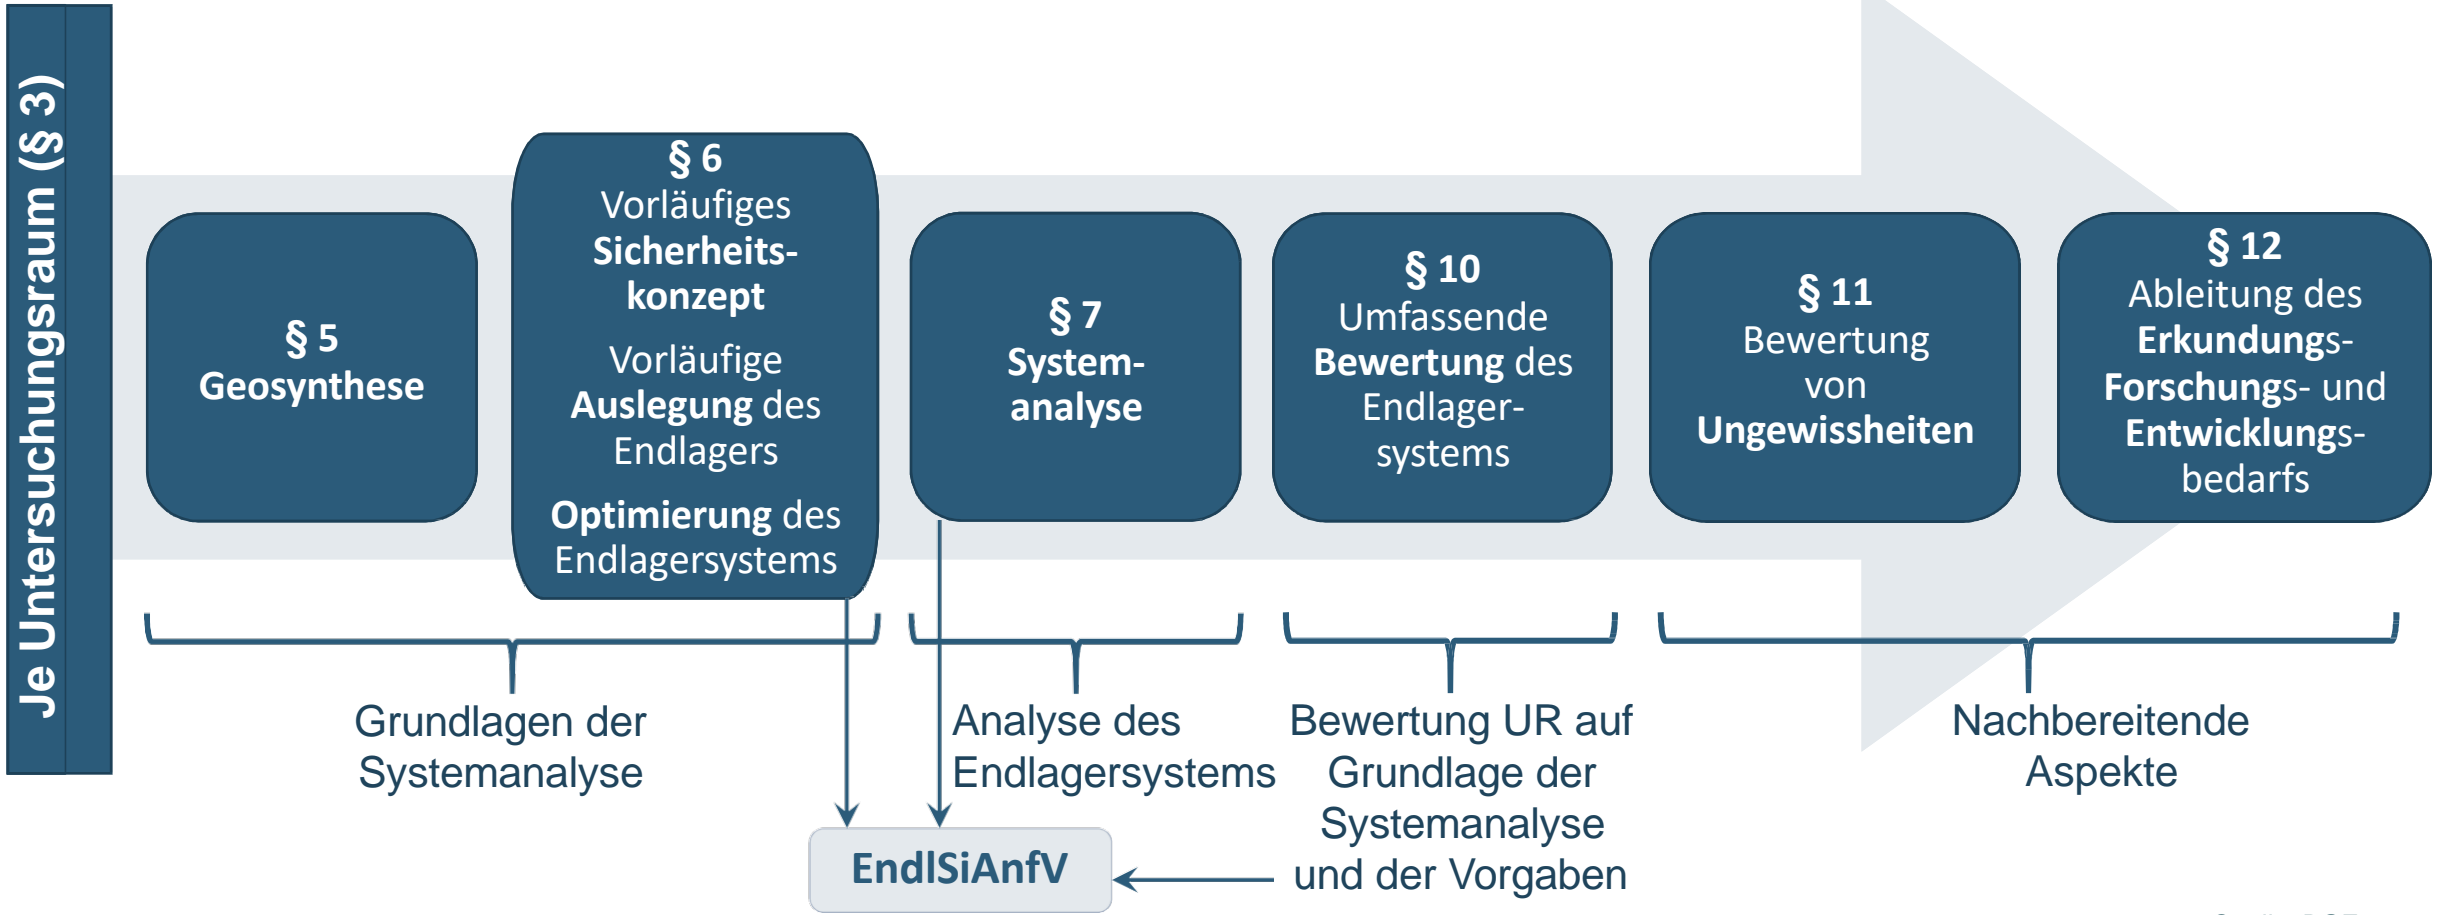 Je Untersuchungsraum (§ 3)
§ 5
Geosynthese
§ 6
Vorläufiges
Sicherheits-
konzept
Vorläufige
Auslegung des
Endlagers
Optimierung des
Endlagersystems
§ 7
System-
analyse
§ 10
Umfassende
Bewertung des
Endlager-
systems
§ 11
Bewertung
von
Ungewissheiten
§ 12
Ableitung des
Erkundungs-
Forschungs- und
Entwicklungs-
bedarfs
Grundlagen der
Systemanalyse
Analyse des
Endlagersystems
Bewertung UR auf
Grundlage der
Systemanalyse
und der Vorgaben
Nachbereitende
Aspekte
EndlSiAnfV